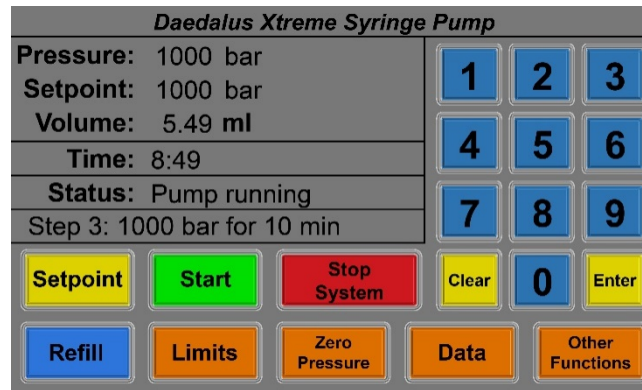 Daedalus Xtreme Syringe Pump
Pressure: 1000 bar
Setpoint: 1000 bar
Volume: 5.49 ml
Time: 8:49
Status: Pump running
Step 3: 1000 bar for 10 min
1 2 3
4 5 6
7 8 9
Setpoint Start Stop System Clear 0 Enter
Refill Limits Zero Pressure Data Other Functions